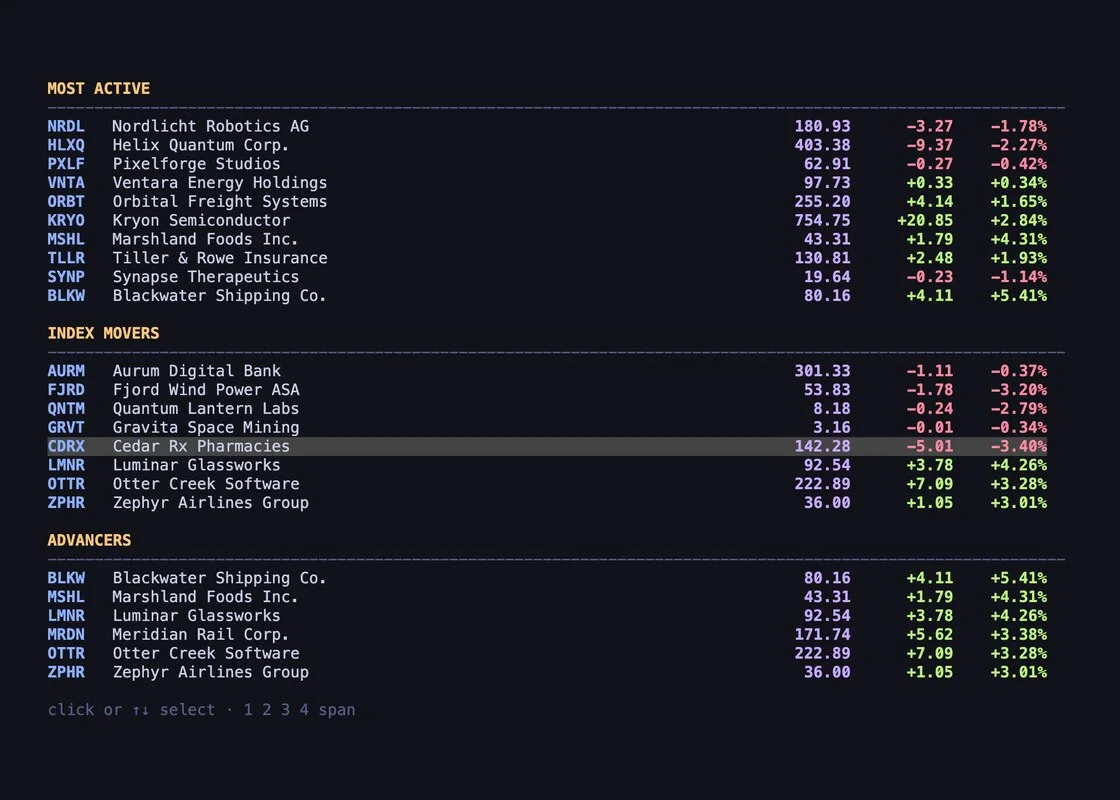 MOST ACTIVE
NRDL Nordlicht Robotics AG 180.93 −3.27 −1.78%
HLXQ Helix Quantum Corp. 403.38 −9.37 −2.27%
PXLF Pixelforge Studios 62.91 −0.27 −0.42%
VNTA Ventara Energy Holdings 97.73 +0.33 +0.34%
ORBT Orbital Freight Systems 255.20 +4.14 +1.65%
KRYO Kryon Semiconductor 754.75 +20.85 +2.84%
MSHL Marshland Foods Inc. 43.31 +1.79 +4.31%
TLLR Tiller & Rowe Insurance 130.81 +2.48 +1.93%
SYNP Synapse Therapeutics 19.64 −0.23 −1.14%
BLKW Blackwater Shipping Co. 80.16 +4.11 +5.41%
INDEX MOVERS
AURM Aurum Digital Bank 301.33 −1.11 −0.37%
FJRD Fjord Wind Power ASA 53.83 −1.78 −3.20%
QNTM Quantum Lantern Labs 8.18 −0.24 −2.79%
GRVT Gravita Space Mining 3.16 −0.01 −0.34%
CDRX Cedar Rx Pharmacies 142.28 −5.01 −3.40%
LMNR Luminar Glassworks 92.54 +3.78 +4.26%
OTTR Otter Creek Software 222.89 +7.09 +3.28%
ZPHR Zephyr Airlines Group 36.00 +1.05 +3.01%
ADVANCERS
BLKW Blackwater Shipping Co. 80.16 +4.11 +5.41%
MSHL Marshland Foods Inc. 43.31 +1.79 +4.31%
LMNR Luminar Glassworks 92.54 +3.78 +4.26%
MRDN Meridian Rail Corp. 171.74 +5.62 +3.38%
OTTR Otter Creek Software 222.89 +7.09 +3.28%
ZPHR Zephyr Airlines Group 36.00 +1.05 +3.01%
click or ↑↓ select · 1 2 3 4 span